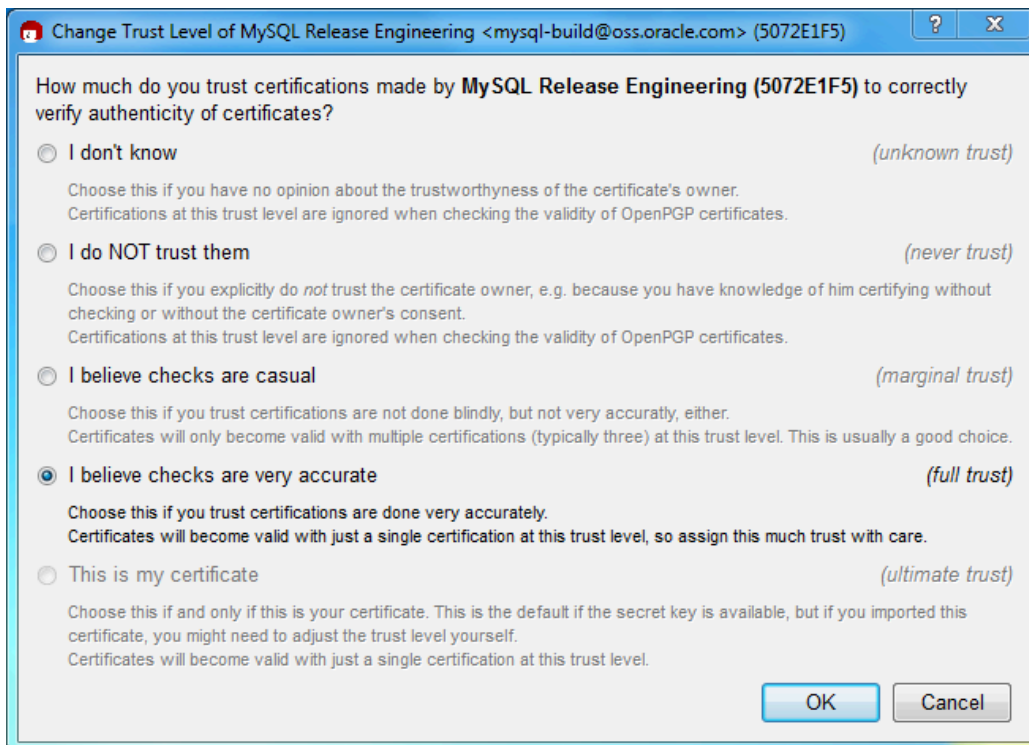 Change Trust Level of MySQL Release Engineering <mysql-build@oss.oracle.com> (5072E1F5)
?
X
How much do you trust certifications made by MySQL Release Engineering (5072E1F5) to correctly
verify authenticity of certificates?
I don't know (unknown trust)
Choose this if you have no opinion about the trustworthyness of the certificate's owner.
Certifications at this trust level are ignored when checking the validity of OpenPGP certificates.
I do NOT trust them (never trust)
Choose this if you explicitly do not trust the certificate owner, e.g. because you have knowledge of him certifying without
checking or without the certificate owner's consent.
Certifications at this trust level are ignored when checking the validity of OpenPGP certificates.
I believe checks are casual (marginal trust)
Choose this if you trust certifications are not done blindly, but not very accuratly, either.
Certificates will only become valid with multiple certifications (typically three) at this trust level. This is usually a good choice.
I believe checks are very accurate (full trust)
Choose this if you trust certifications are done very accurately.
Certificates will become valid with just a single certification at this trust level, so assign this much trust with care.
This is my certificate (ultimate trust)
Choose this if and only if this is your certificate. This is the default if the secret key is available, but if you imported this
certificate, you might need to adjust the trust level yourself.
Certificates will become valid with just a single certification at this trust level.
OK Cancel